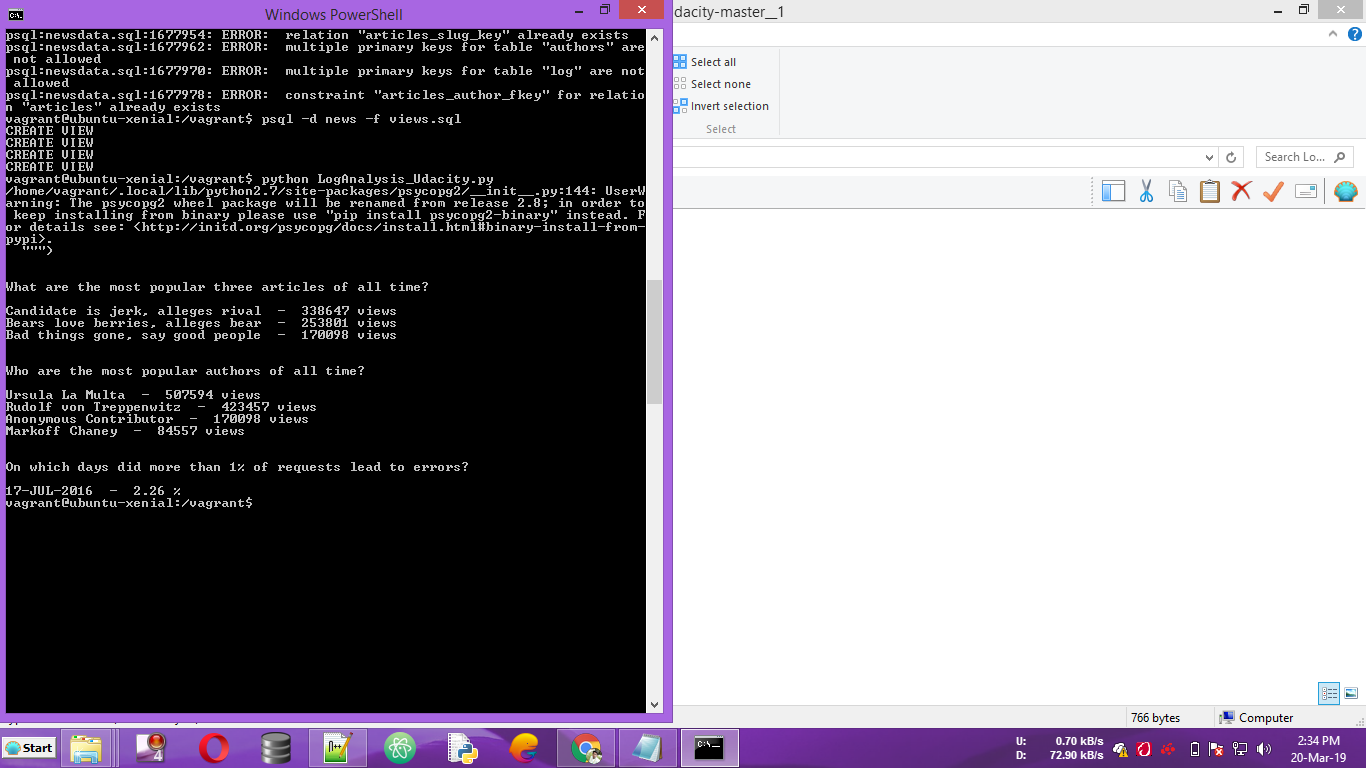 Windows PowerShell
dacity-master__1
psql:newsdata.sql:1677954: ERROR:  relation "articles_slug_key" already exists
psql:newsdata.sql:1677962: ERROR:  multiple primary keys for table "authors" are
 not allowed
psql:newsdata.sql:1677970: ERROR:  multiple primary keys for table "log" are not
 allowed
psql:newsdata.sql:1677978: ERROR:  constraint "articles_author_fkey" for relatio
n "articles" already exists
vagrant@ubuntu-xenial:/vagrant$ psql -d news -f views.sql
CREATE VIEW
CREATE VIEW
CREATE VIEW
CREATE VIEW
vagrant@ubuntu-xenial:/vagrant$ python LogAnalysis_Udacity.py
/home/vagrant/.local/lib/python2.7/site-packages/psycopg2/__init__.py:144: UserW
arning: The psycopg2 wheel package will be renamed from release 2.8; in order to
 keep installing from binary please use "pip install psycopg2-binary" instead. F
or details see: <http://initd.org/psycopg/docs/install.html#binary-install-from-
pypi>.
  """)
What are the most popular three articles of all time?
Candidate is jerk, alleges rival  -  338647 views
Bears love berries, alleges bear  -  253801 views
Bad things gone, say good people  -  170098 views
Who are the most popular authors of all time?
Ursula La Multa  -  507594 views
Rudolf von Treppenwitz  -  423457 views
Anonymous Contributor  -  170098 views
Markoff Chaney  -  84557 views
On which days did more than 1% of requests lead to errors?
17-JUL-2016  -  2.26 %
vagrant@ubuntu-xenial:/vagrant$
Select all
Select none
Invert selection
Select
Search Lo...
766 bytes
Computer
Start
4
U: 0.70 kB/s
D: 72.90 kB/s
2:34 PM
20-Mar-19